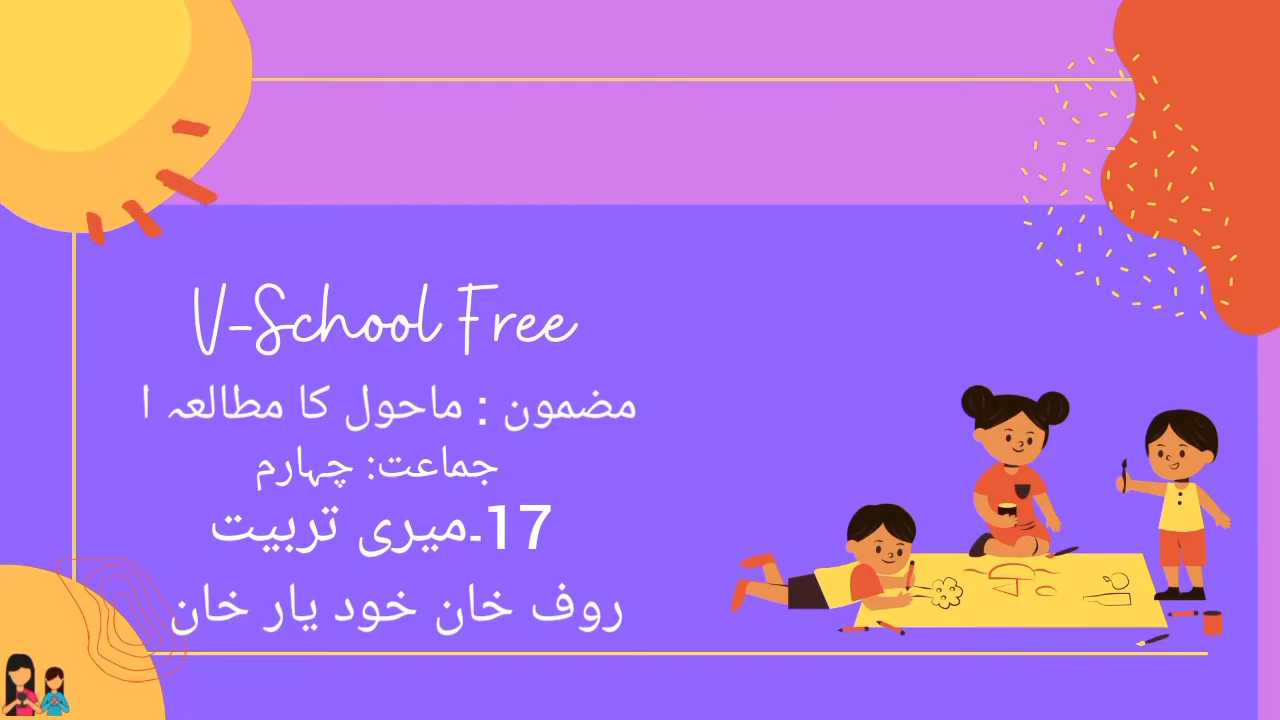 V-School Free
مضمون : ماحول کا مطالعہ ا
جماعت: چہارم
17۔میری تربیت
روف خان خود یار خان